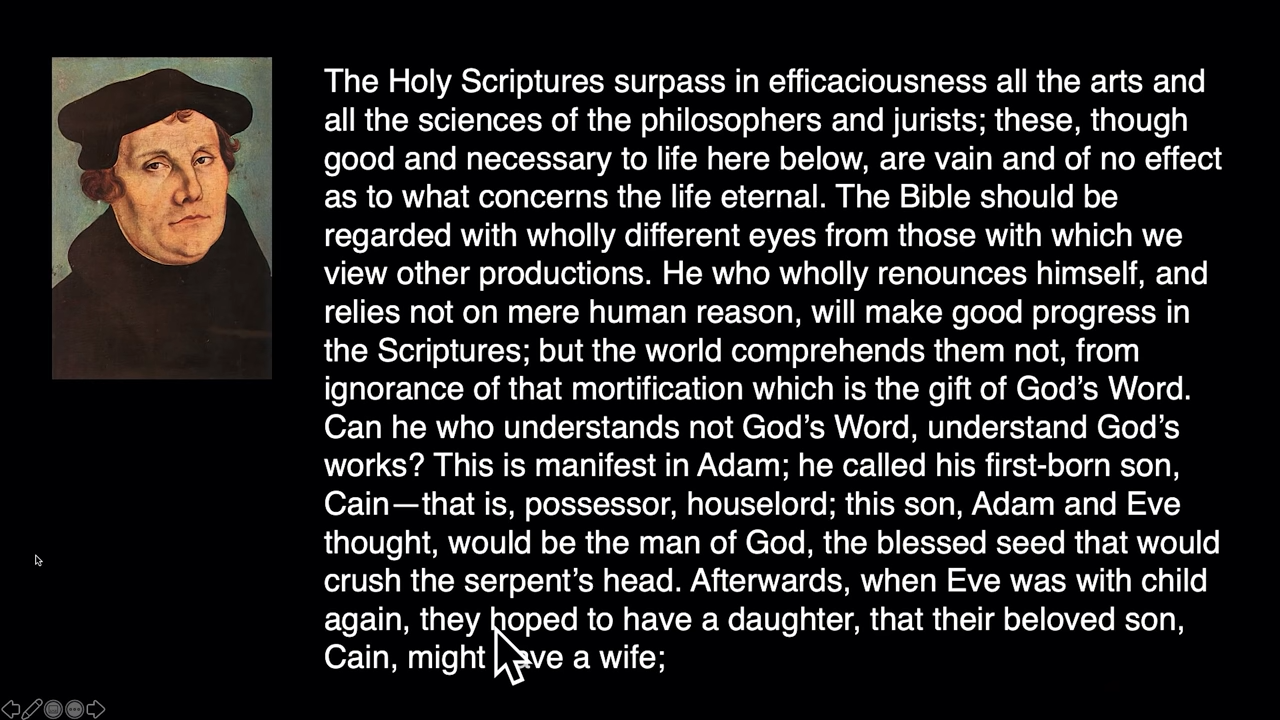 The Holy Scriptures surpass in efficaciousness all the arts and
all the sciences of the philosophers and jurists; these, though
good and necessary to life here below, are vain and of no effect
as to what concerns the life eternal. The Bible should be
regarded with wholly different eyes from those with which we
view other productions. He who wholly renounces himself, and
relies not on mere human reason, will make good progress in
the Scriptures; but the world comprehends them not, from
ignorance of that mortification which is the gift of God’s Word.
Can he who understands not God’s Word, understand God’s
works? This is manifest in Adam; he called his first-born son,
Cain—that is, possessor, houselord; this son, Adam and Eve
thought, would be the man of God, the blessed seed that would
crush the serpent’s head. Afterwards, when Eve was with child
again, they hoped to have a daughter, that their beloved son,
Cain, might have a wife;